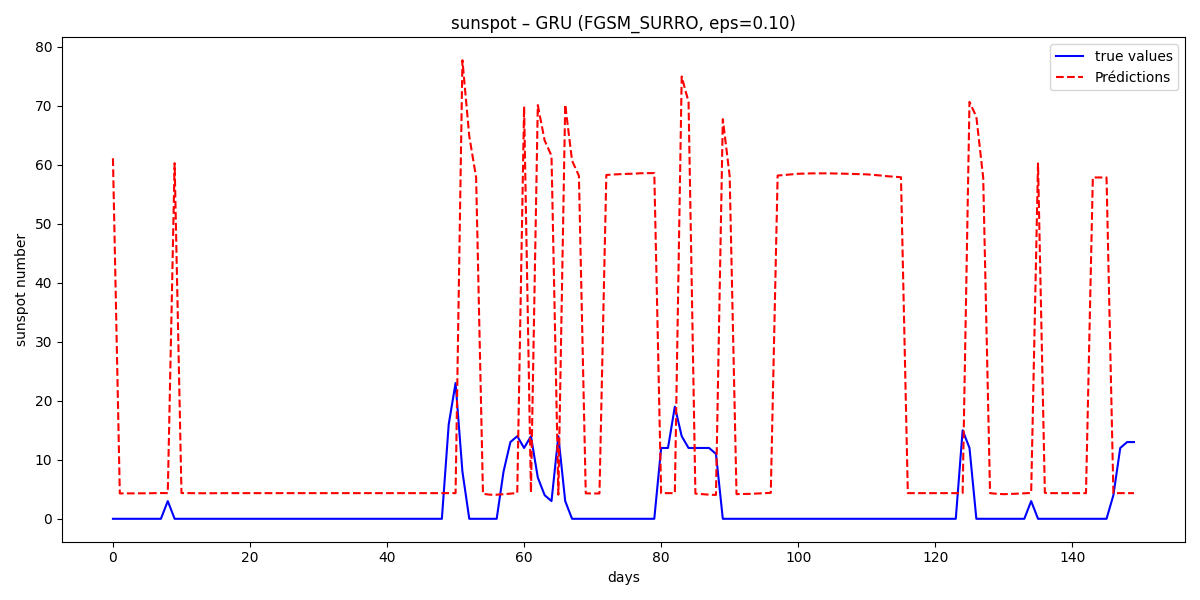 sunspot – GRU (FGSM_SURRO, eps=0.10)
true values
Prédictions
sunspot number
80
70
60
50
40
30
20
10
0
0 20 40 60 80 100 120 140
days